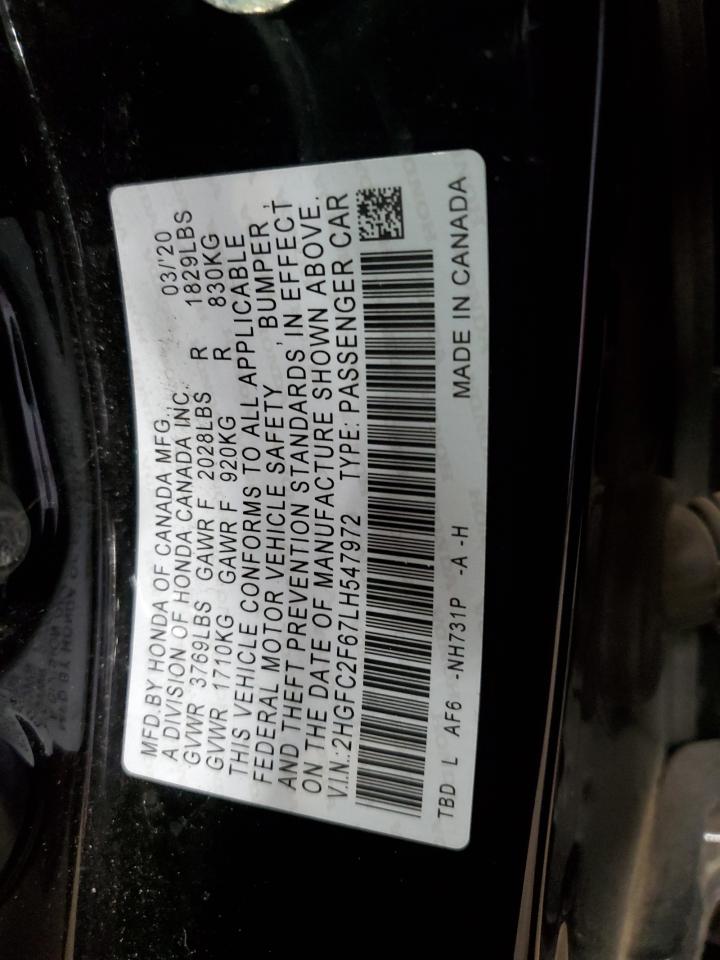 MFD. BY HONDA OF CANADA MFG.,
A DIVISION OF HONDA CANADA INC. 03/'20
GVWR 3769LBS GAWR F 2028LBS R 1829LBS
GVWR 1710KG GAWR F 920KG R 830KG
THIS VEHICLE CONFORMS TO ALL APPLICABLE
FEDERAL MOTOR VEHICLE SAFETY, BUMPER,
AND THEFT PREVENTION STANDARDS IN EFFECT
ON THE DATE OF MANUFACTURE SHOWN ABOVE.
V.I.N.:2HGFC2F67LH547972 TYPE: PASSENGER CAR
TBD L AF6 -NH731P -A -H MADE IN CANADA